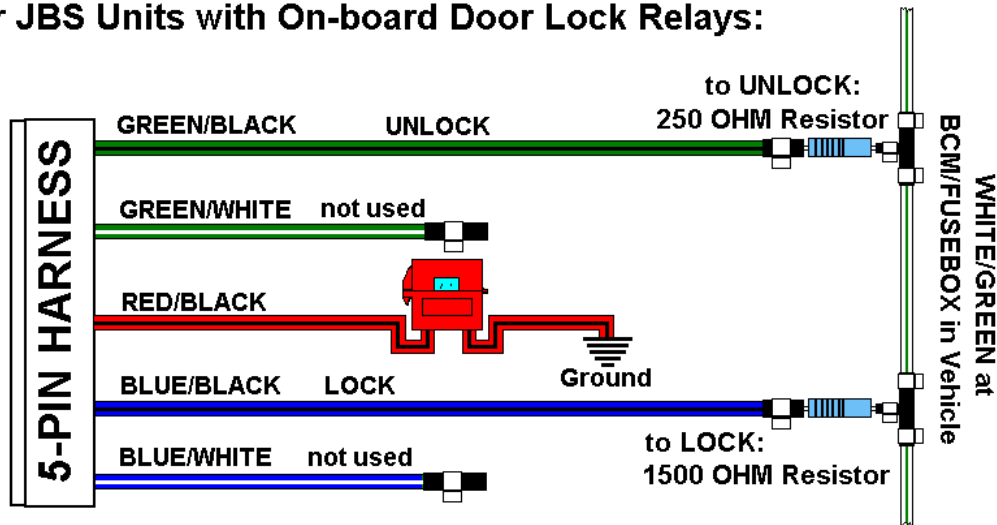 r JBS Units with On-board Door Lock Relays:
to UNLOCK:
250 OHM Resistor
GREEN/BLACK UNLOCK
GREEN/WHITE not used
RED/BLACK
Ground
BLUE/BLACK LOCK
to LOCK:
1500 OHM Resistor
BLUE/WHITE not used
5-PIN HARNESS
WHITE/GREEN at
BCM/FUSEBOX in Vehicle